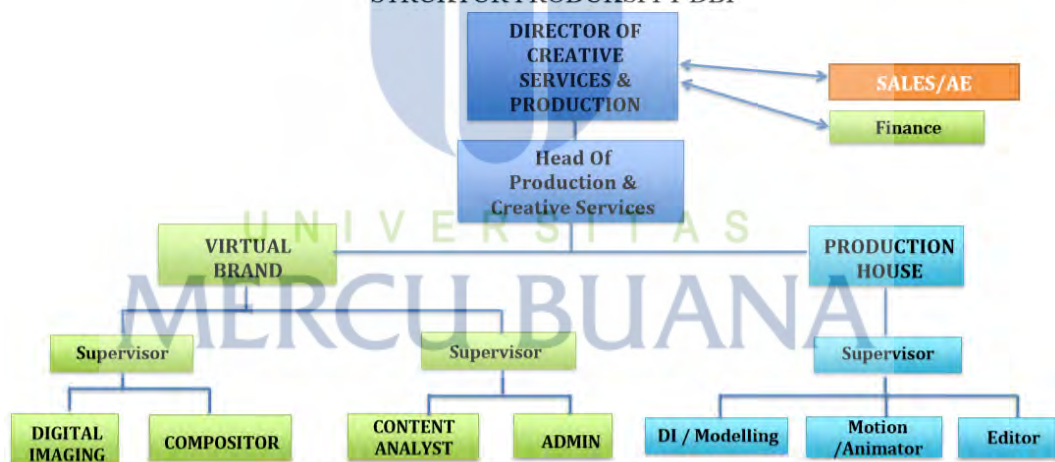 DIRECTOR OF
CREATIVE
SERVICES &
PRODUCTION
SALES/AE
Finance
Head Of
Production &
Creative Services
UNIVERSITAS
VIRTUAL
BRAND
PRODUCTION
HOUSE
MERCU BUANA
Supervisor
Supervisor
Supervisor
DIGITAL
IMAGING
COMPOSITOR
CONTENT
ANALYST
ADMIN
DI / Modelling
Motion
/Animator
Editor